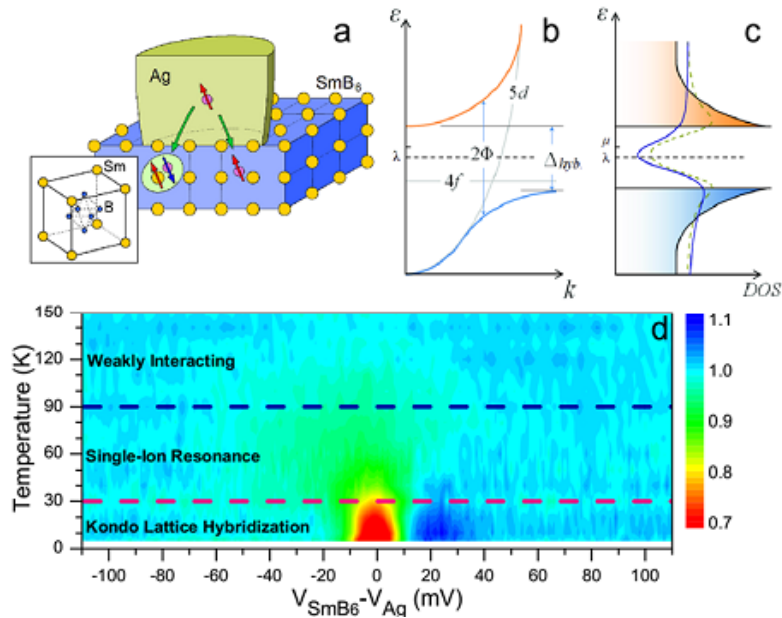 a
Ag
SmB₆
Sm
B
ε
b
5d
λ
2Φ
Δhyb.
4f
k
ε
c
μ
λ
DOS
d
Temperature (K)
150
120
90
60
30
0
Weakly Interacting
Single-Ion Resonance
Kondo Lattice Hybridization
-100 -80 -60 -40 -20 0 20 40 60 80 100
V_SmB6-V_Ag (mV)
1.1
1.0
0.9
0.8
0.7